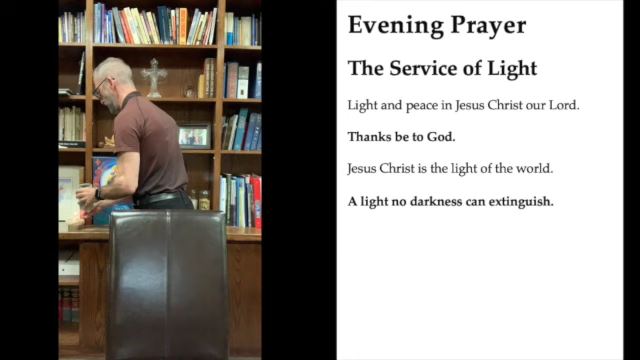 Evening Prayer
The Service of Light
Light and peace in Jesus Christ our Lord.
Thanks be to God.
Jesus Christ is the light of the world.
A light no darkness can extinguish.